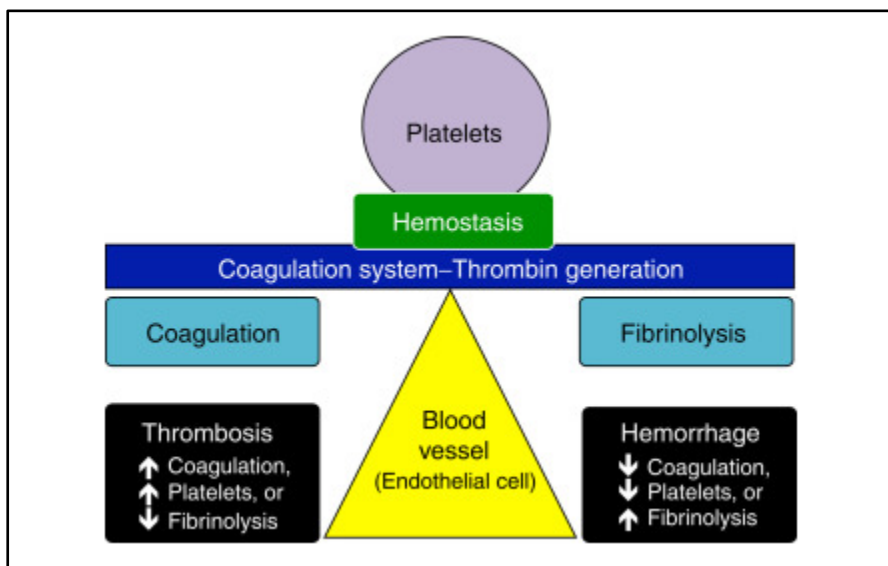 Platelets
Hemostasis
Coagulation system–Thrombin generation
Coagulation
Fibrinolysis
Thrombosis
↑ Coagulation,
↑ Platelets, or
↓ Fibrinolysis
Blood
vessel
(Endothelial cell)
Hemorrhage
↓ Coagulation,
↓ Platelets, or
↑ Fibrinolysis